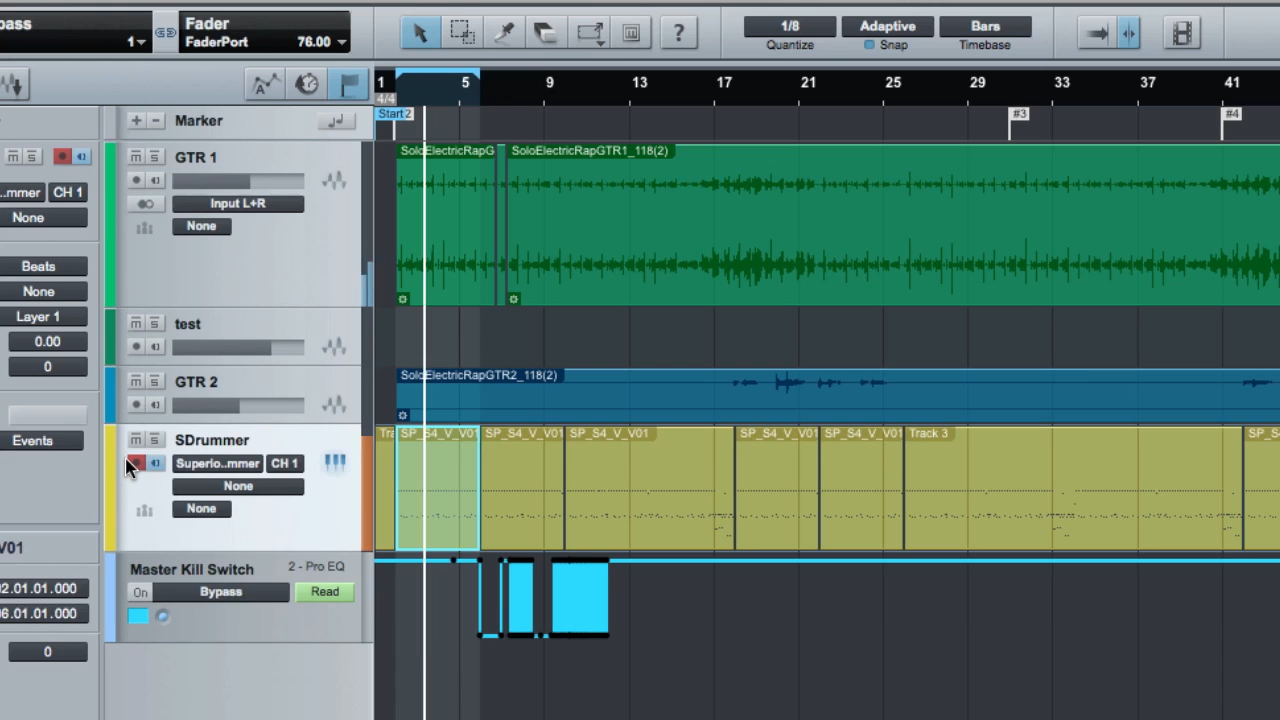 pass
1
Fader
FaderPort 76.00
?
1/8
Quantize
Adaptive
Snap
Bars
Timebase
1 5 9 13 17 21 25 29 33 37 41
4/4
+ - Marker
Start 2 #3 #4
m s
..mmer CH 1
None
Beats
None
Layer 1
0.00
0
Events
V01
02.01.01.000
06.01.01.000
0
m s GTR 1
Input L+R
None
SoloElectricRapG SoloElectricRapGTR1_118(2)
m s test
m s GTR 2
SoloElectricRapGTR2_118(2)
m s SDrummer
Superio..mmer CH 1
None
None
Tra SP_S4_V_V01 SP_S4_V_V01 SP_S4_V_V01 SP_S4_V_V01 SP_S4_V_V01 Track 3 SP_S
Master Kill Switch 2 - Pro EQ
On Bypass Read